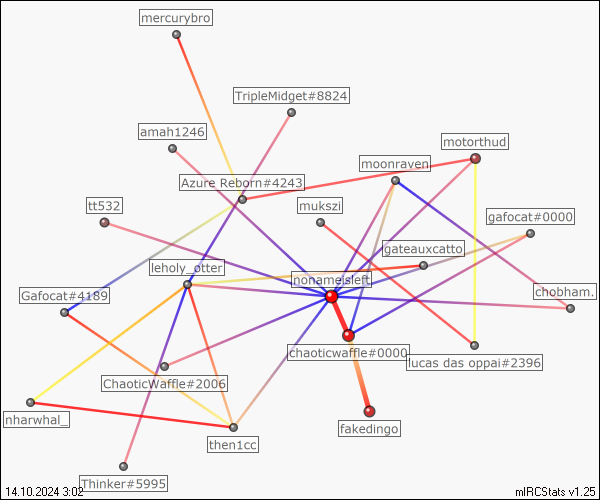 mercurybro
TripleMidget#8824
amah1246
motorthud
moonraven
Azure Reborn#4243
tt532
mukszi
gafocat#0000
gateauxcatto
leholy_otter
nonameisleft
Gafocat#4189
chobham.
chaoticwaffle#0000
lucas das oppai#2396
ChaoticWaffle#2006
nharwhal_
fakedingo
then1cc
Thinker#5995
14.10.2024 3:02
mIRCStats v1.25